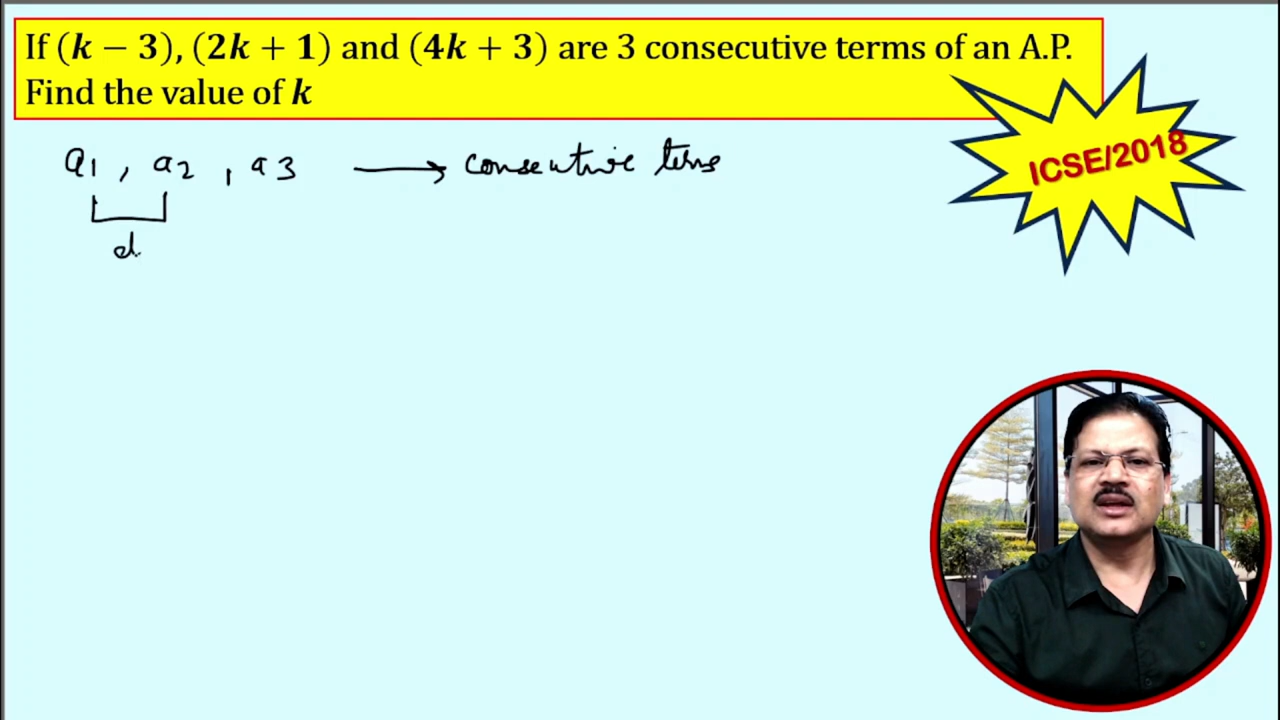 If (k − 3), (2k + 1) and (4k + 3) are 3 consecutive terms of an A.P.
Find the value of k
ICSE/2018
a1 , a2 , a3 ⟶ consecutive terms
d